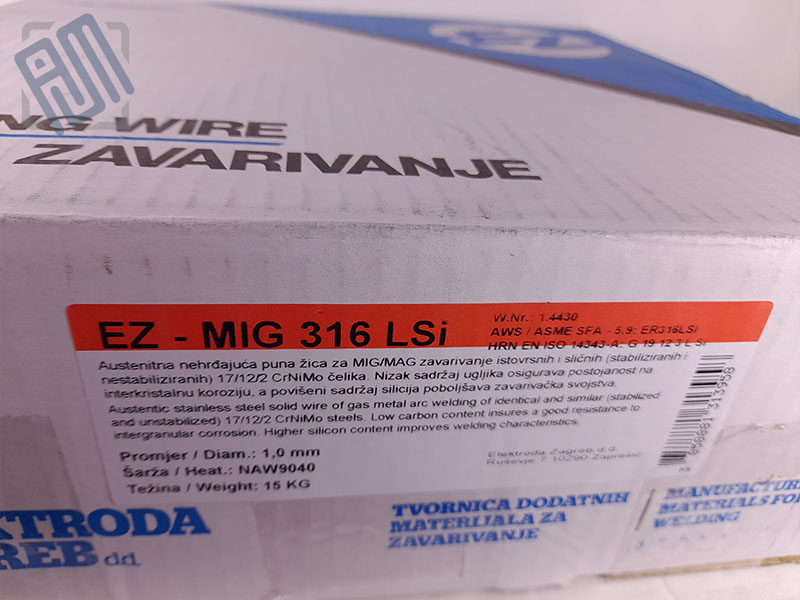 AJM
EZ
NG WIRE
ZAVARIVANJE
EZ - MIG 316 LSi
W.Nr.: 1.4430
AWS / ASME SFA - 5.9: ER316LSi
HRN EN ISO 14343-A: G 19 12 3 L Si
Austenitna nehrđajuća puna žica za MIG/MAG zavarivanje istovrsnih i sličnih (stabiliziranih i
nestabiliziranih) 17/12/2 CrNiMo čelika. Nizak sadržaj ugljika osigurava postojanost na
interkristalnu koroziju, a povišeni sadržaj silicija poboljšava zavarivačka svojstva.
Austentic stainless steel solid wire of gas metal arc welding of identical and similar (stabilized
and unstabilized) 17/12/2 CrNiMo steels. Low carbon content insures a good resistance to
intergranular corrosion. Higher silicon content improves welding characteristics.
Promjer / Diam.: 1,0 mm
Šarža / Heat.: NAW9040
Težina / Weight: 15 KG
Elektroda Zagreb d.d.
Ruševje 7 10290 Zaprešić
3 858881 313958
KTRODA
REB d.d.
TVORNICA DODATNIH
MATERIJALA ZA
ZAVARIVANJE
MANUFACTUR
MATERIALS FO
WELDING